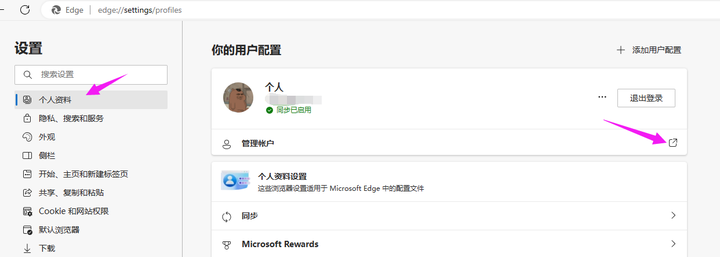 Edge
edge://settings/profiles
设置
搜索设置
个人资料
隐私、搜索和服务
外观
侧栏
开始、主页和新建标签页
共享、复制和粘贴
Cookie 和网站权限
默认浏览器
下载
你的用户配置
添加用户配置
个人
同步已启用
退出登录
管理帐户
个人资料设置
这些浏览器设置适用于 Microsoft Edge 中的配置文件
同步
Microsoft Rewards